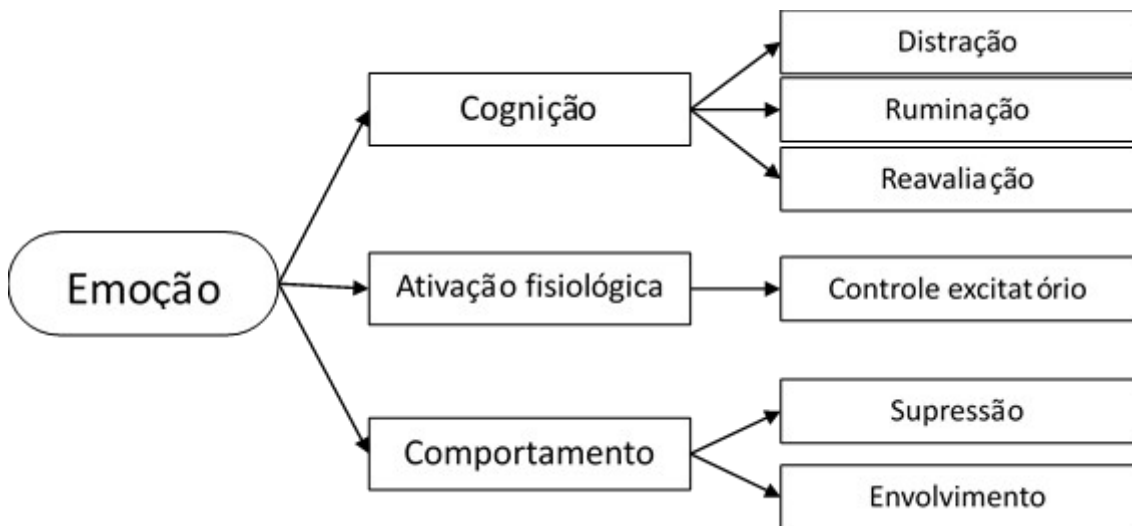 Distração
Cognição
Ruminação
Reavaliação
Emoção
Ativação fisiológica
Controle excitatório
Supressão
Comportamento
Envolvimento